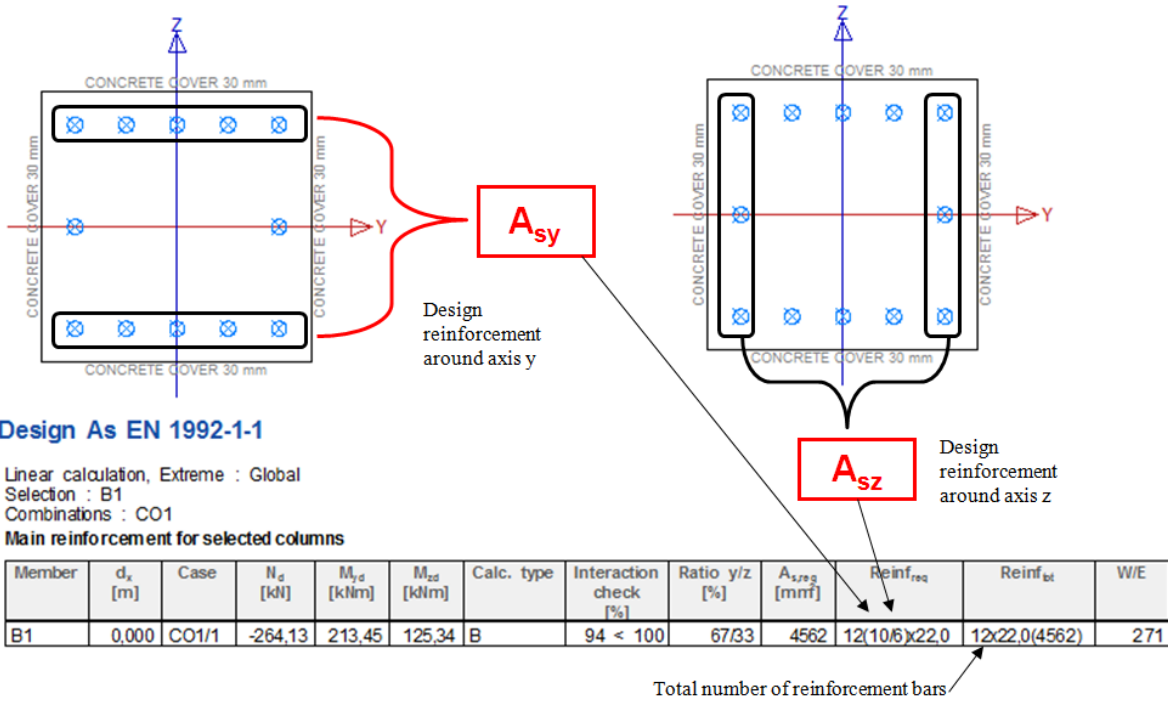 Z
CONCRETE COVER 30 mm
CONCRETE COVER 30 mm
CONCRETE COVER 30 mm
Y
CONCRETE COVER 30 mm
Asy
Design
reinforcement
around axis y
Z
CONCRETE COVER 30 mm
CONCRETE COVER 30 mm
CONCRETE COVER 30 mm
Y
CONCRETE COVER 30 mm
Asz
Design
reinforcement
around axis z
Design As EN 1992-1-1
Linear calculation, Extreme : Global
Selection : B1
Combinations : CO1
Main reinforcement for selected columns
Member dx [m] Case Nd [kN] Myd [kNm] Mzd [kNm] Calc. type Interaction check [%] Ratio y/z [%] As,req [mm²] Reinfreq Reinftot W/E
B1 0,000 CO1/1 -264,13 213,45 125,34 B 94 < 100 67/33 4562 12(10/6)x22,0 12x22,0(4562) 271
Total number of reinforcement bars